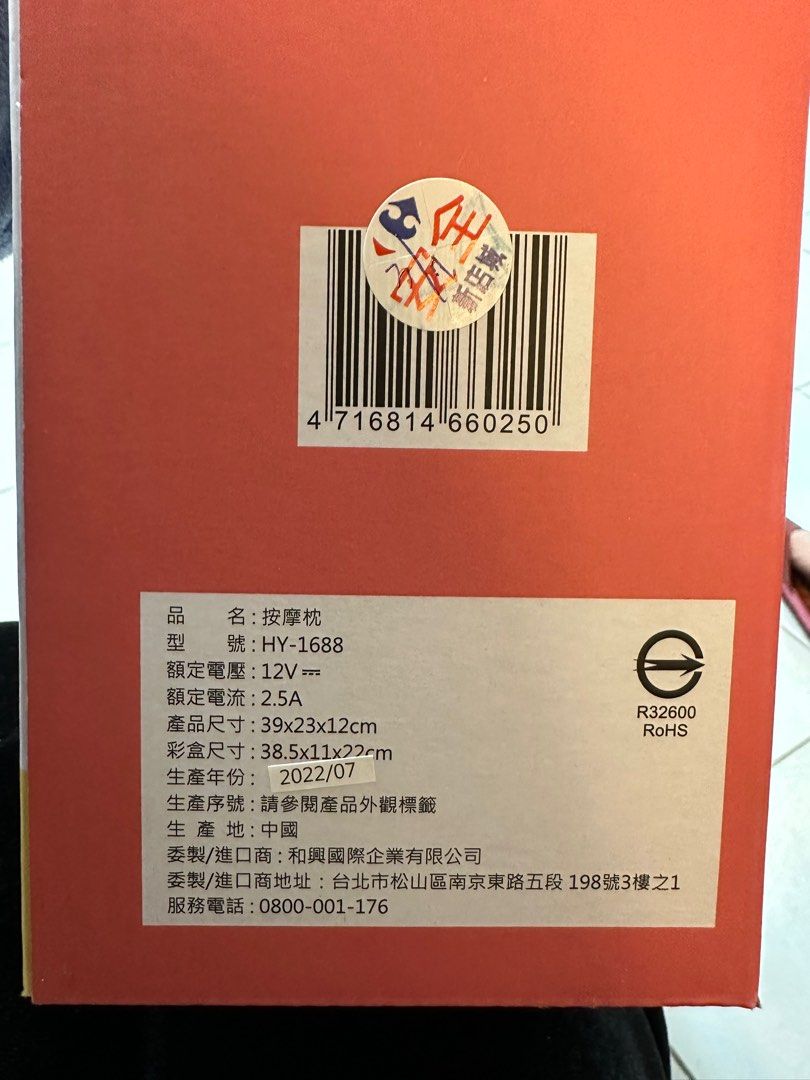 安全
新店
4 716814 660250
品 名:按摩枕
型 號:HY-1688
額定電壓:12V
額定電流:2.5A
產品尺寸:39x23x12cm
彩盒尺寸:38.5x11x22cm
生產年份: 2022/07
生產序號:請參閱產品外觀標籤
生 產 地:中國
委製/進口商:和興國際企業有限公司
委製/進口商地址:台北市松山區南京東路五段 198號3樓之1
服務電話:0800-001-176
R32600
RoHS